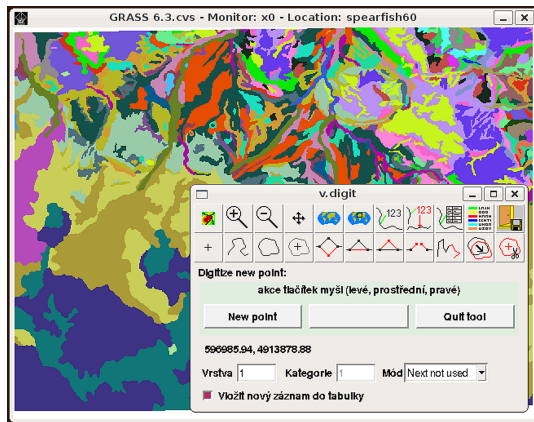 GRASS 6.3.cvs - Monitor: x0 - Location: spearfish60
v.digit
123 123
Digitize new point:
akce tlačítek myši (levé, prostřední, pravé)
New point Quit tool
596985.94, 4913878.88
Vrstva 1 Kategorie 1 Mód Next not used
Vložit nový záznam do tabulky